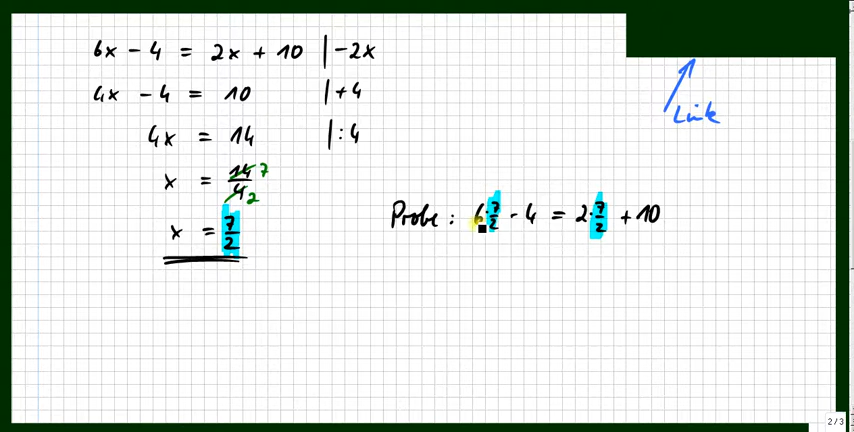 6x - 4 = 2x + 10 | -2x
4x - 4 = 10 | +4
4x = 14 | : 4
x = 14/4 7 2
x = 7/2
Probe : 6·7/2 - 4 = 2·7/2 + 10
Link
2/3